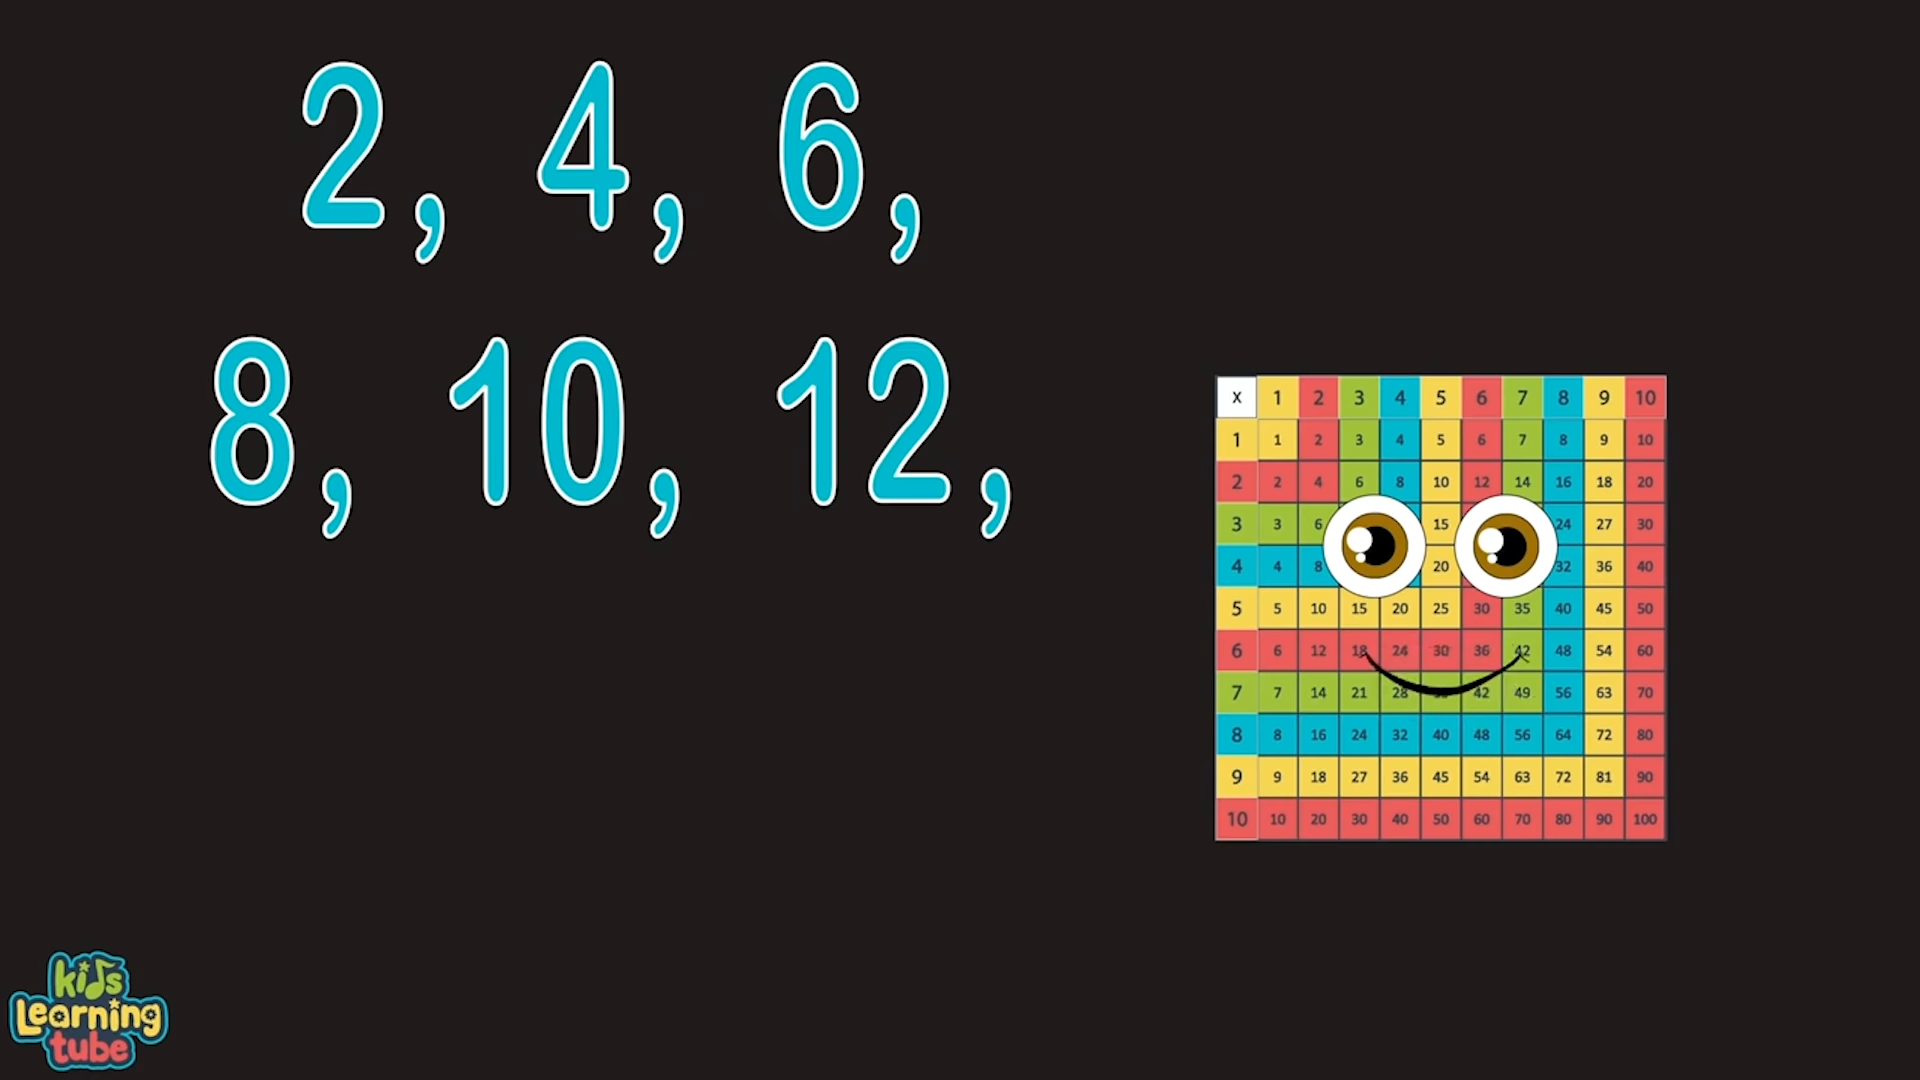 2, 4, 6,
8, 10, 12,
x 1 2 3 4 5 6 7 8 9 10
1 1 2 3 4 5 6 7 8 9 10
2 2 4 6 8 10 12 14 16 18 20
3 3 6 15 24 27 30
4 4 8 20 32 36 40
5 5 10 15 20 25 30 35 40 45 50
6 6 12 18 24 30 36 42 48 54 60
7 7 14 21 28 42 49 56 63 70
8 8 16 24 32 40 48 56 64 72 80
9 9 18 27 36 45 54 63 72 81 90
10 10 20 30 40 50 60 70 80 90 100
kids
Learning
tube